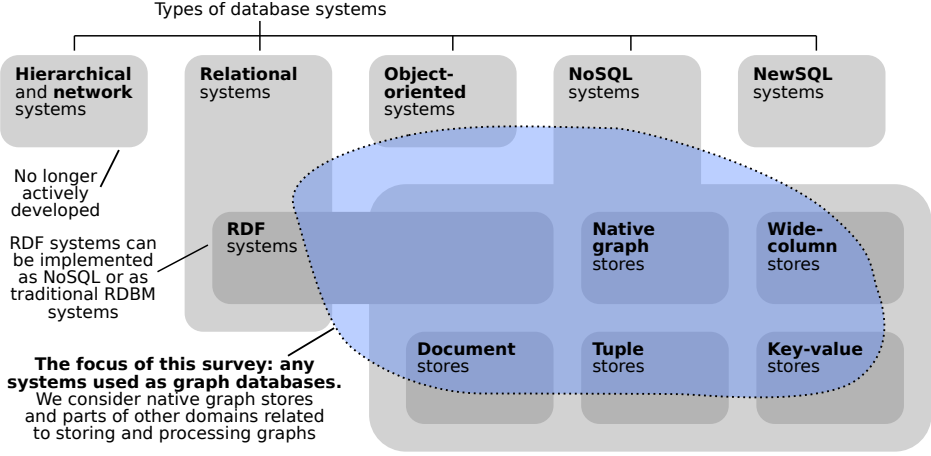 Types of database systems
Hierarchical
and network
systems
Relational
systems
Object-
oriented
systems
NoSQL
systems
NewSQL
systems
No longer
actively
developed
RDF systems can
be implemented
as NoSQL or as
traditional RDBM
systems
RDF
systems
Native
graph
stores
Wide-
column
stores
Document
stores
Tuple
stores
Key-value
stores
The focus of this survey: any
systems used as graph databases.
We consider native graph stores
and parts of other domains related
to storing and processing graphs